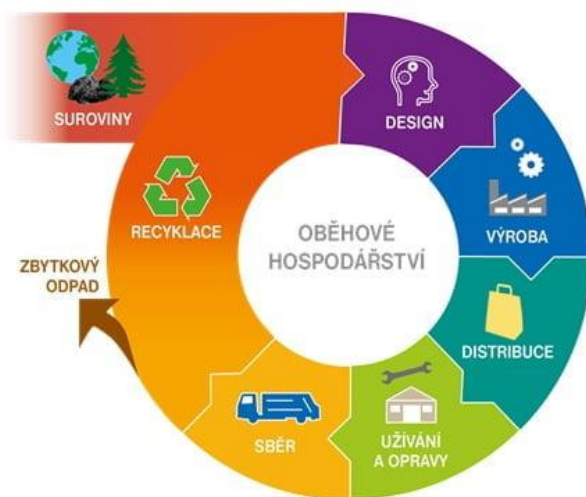 SUROVINY
DESIGN
VÝROBA
DISTRIBUCE
UŽÍVÁNÍ
A OPRAVY
SBĚR
RECYKLACE
ZBYTKOVÝ
ODPAD
OBĚHOVÉ
HOSPODÁŘSTVÍ